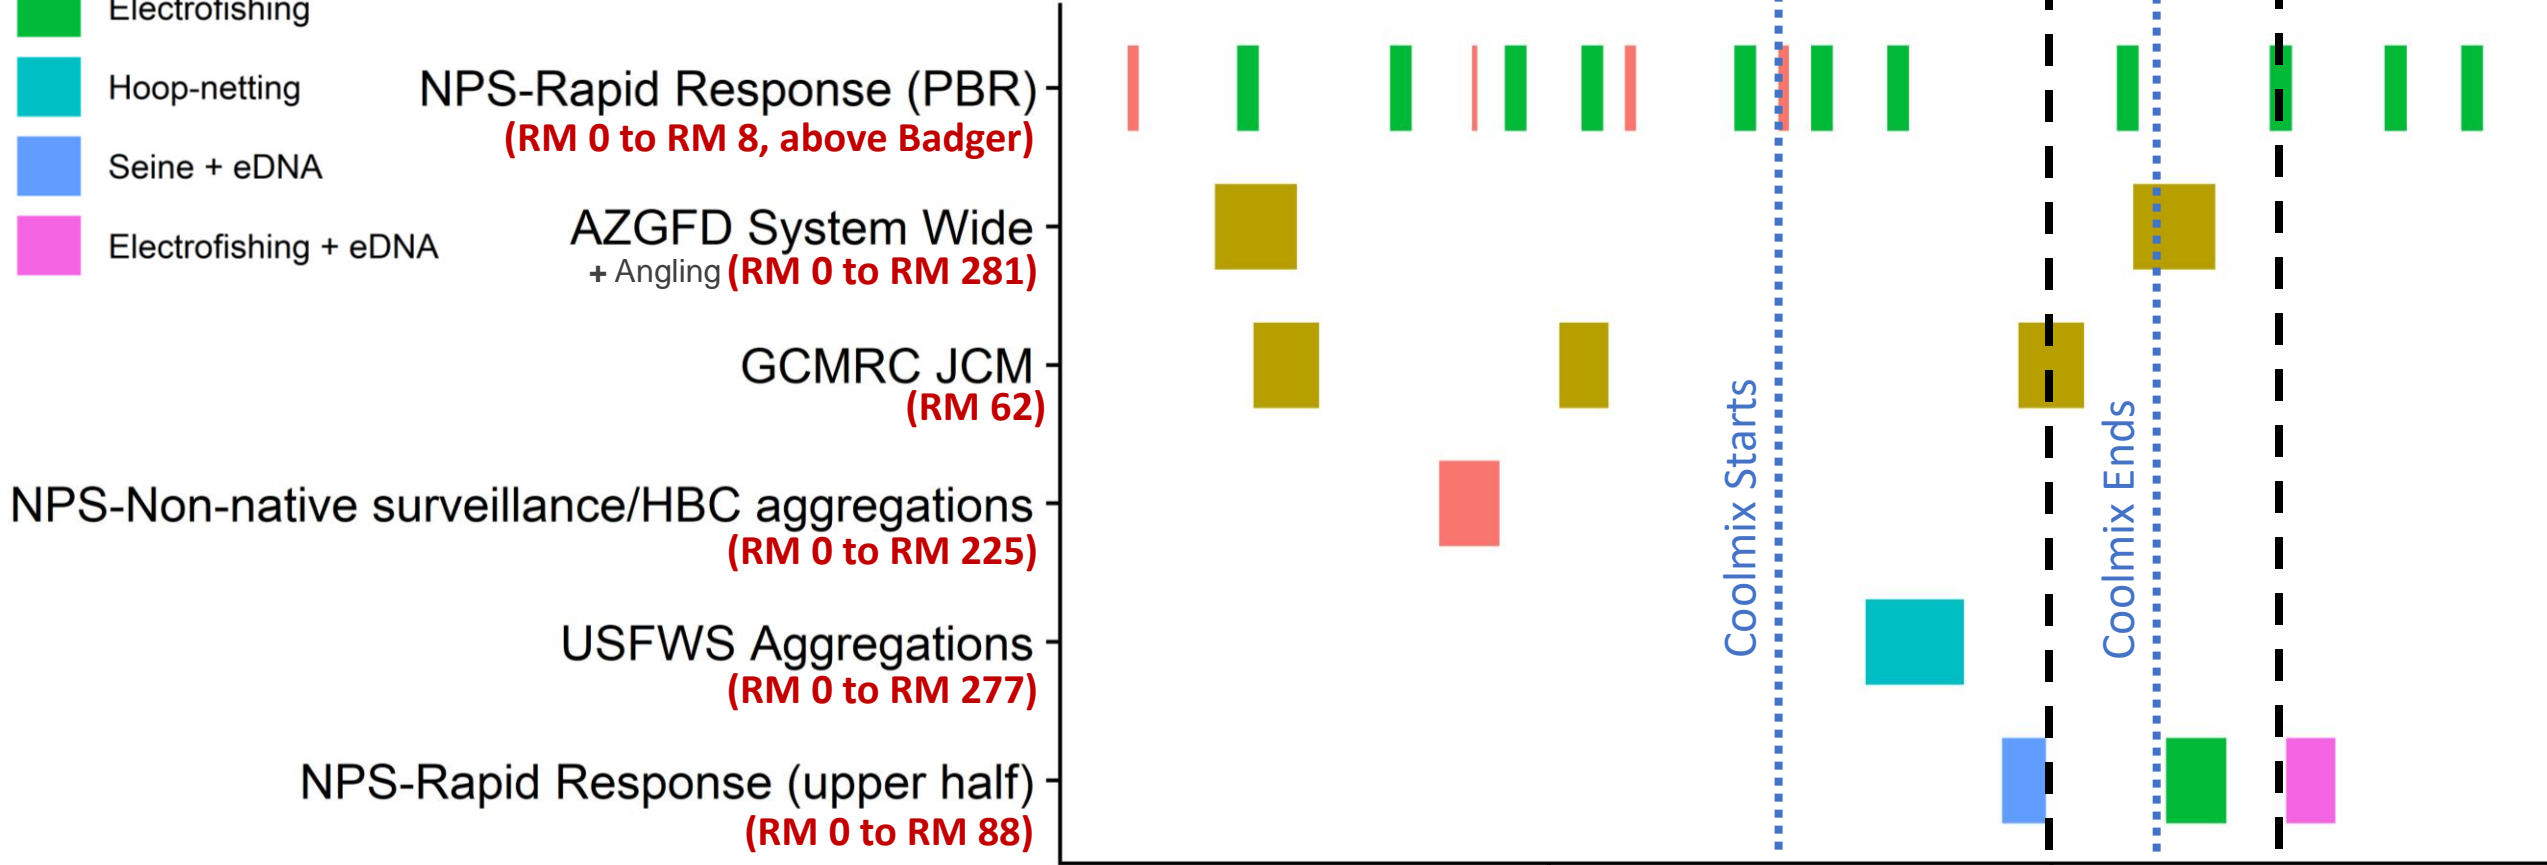 Electrofishing
Hoop-netting
Seine + eDNA
Electrofishing + eDNA
NPS-Rapid Response (PBR)
(RM 0 to RM 8, above Badger)
AZGFD System Wide
+ Angling (RM 0 to RM 281)
GCMRC JCM
(RM 62)
NPS-Non-native surveillance/HBC aggregations
(RM 0 to RM 225)
USFWS Aggregations
(RM 0 to RM 277)
NPS-Rapid Response (upper half)
(RM 0 to RM 88)
Coolmix Starts
Coolmix Ends